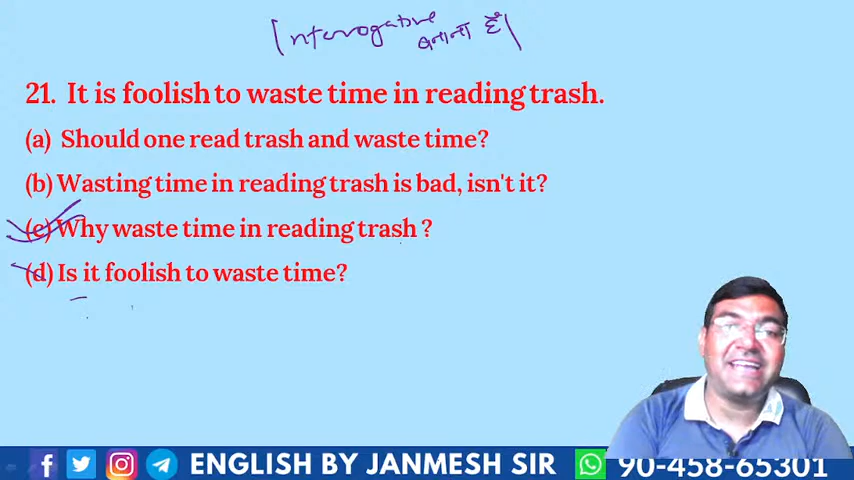 Interrogative
बनाना है
21. It is foolish to waste time in reading trash.
(a) Should one read trash and waste time?
(b) Wasting time in reading trash is bad, isn't it?
(c) Why waste time in reading trash ?
(d) Is it foolish to waste time?
ENGLISH BY JANMESH SIR 90-458-65301